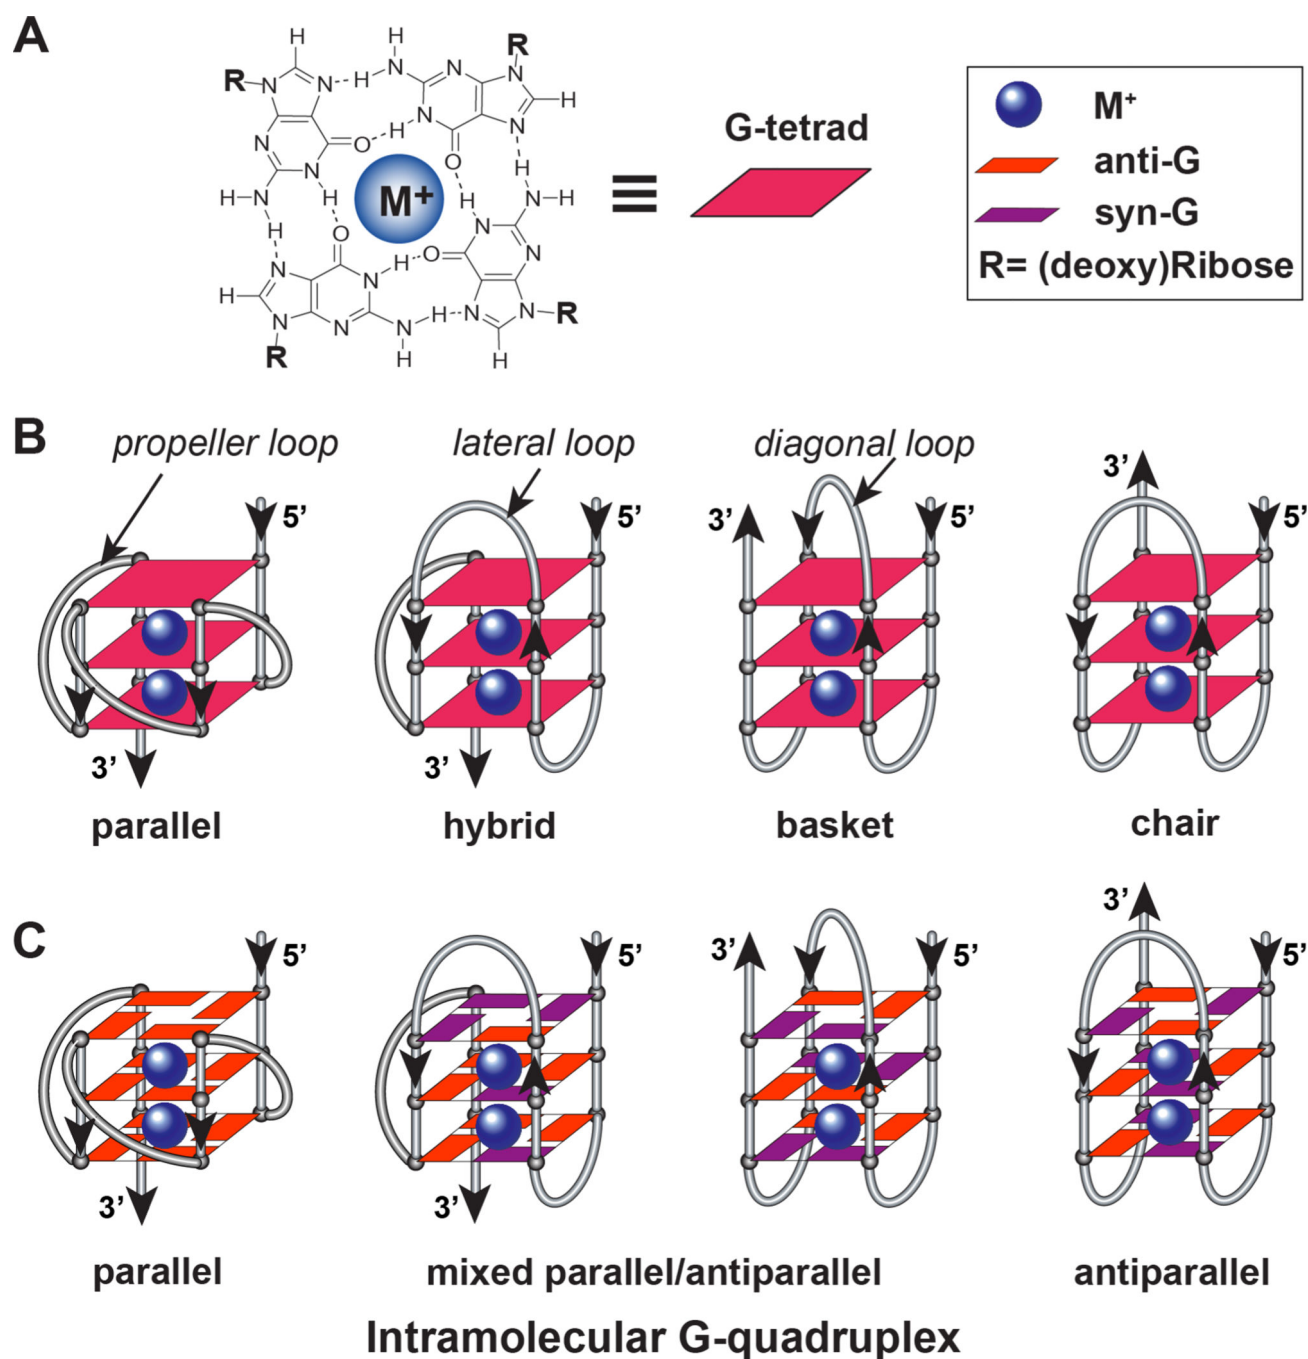 A
H
R
N
N
H
H
N
N
R
N
N
H
N
O
H
N
O
N
N
H
H
H
N
H
M⁺
H
N
H
H
N
O
N
N
N
H
O
H
N
N
H
R
N
N
H
H
N
N
R
H
H
≡
G-tetrad
M⁺
anti-G
syn-G
R= (deoxy)Ribose
B
propeller loop
lateral loop
diagonal loop
5’
3’
5’
3’
5’
3’
3’
5’
parallel
hybrid
basket
chair
C
5’
3’
5’
3’
3’
5’
3’
5’
parallel
mixed parallel/antiparallel
antiparallel
Intramolecular G-quadruplex